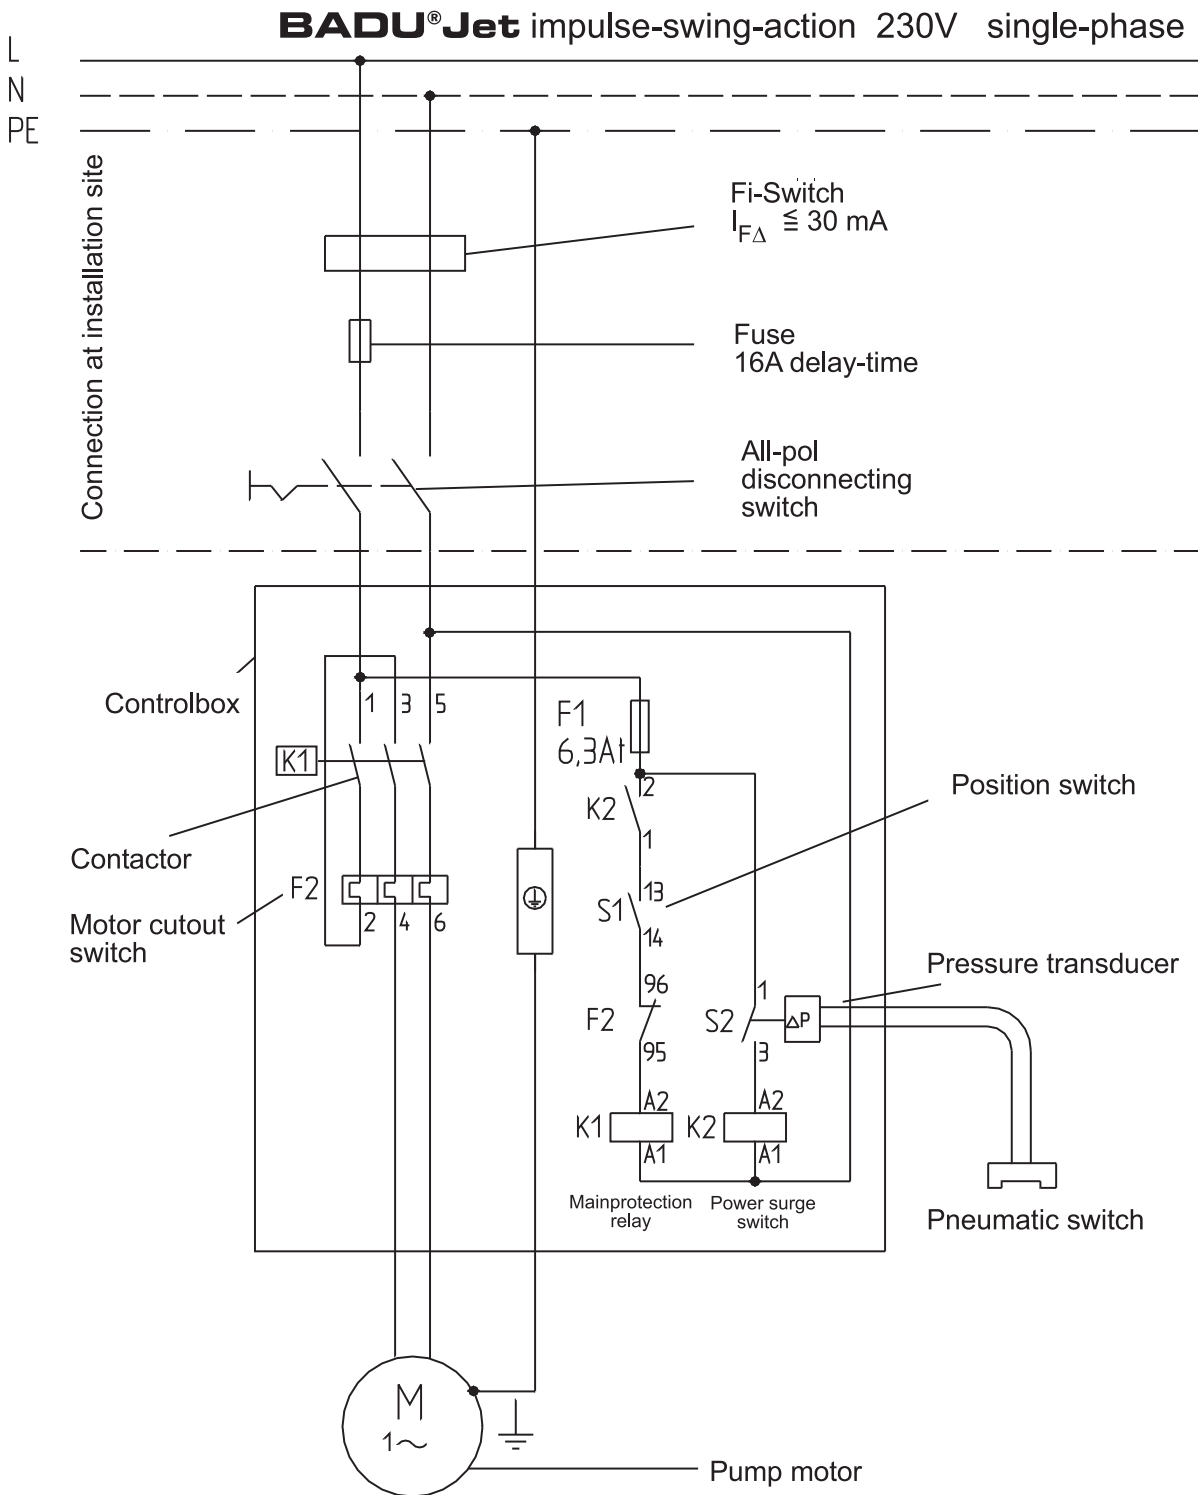 BADU®Jet impulse-swing-action 230V single-phase
L
N
PE
Connection at installation site
Fi-Switch
IFΔ ≦ 30 mA
Fuse
16A delay-time
All-pol
disconnecting
switch
Controlbox
1 3 5
F1
6,3At
K1
2
K2
1
Position switch
Contactor
13
S1
14
F2
2 4 6
Motor cutout
switch
Pressure transducer
96
F2
95
1
S2
ΔP
3
A2
K1
A1
A2
K2
A1
Mainprotection
relay
Power surge
switch
Pneumatic switch
M
1~
Pump motor